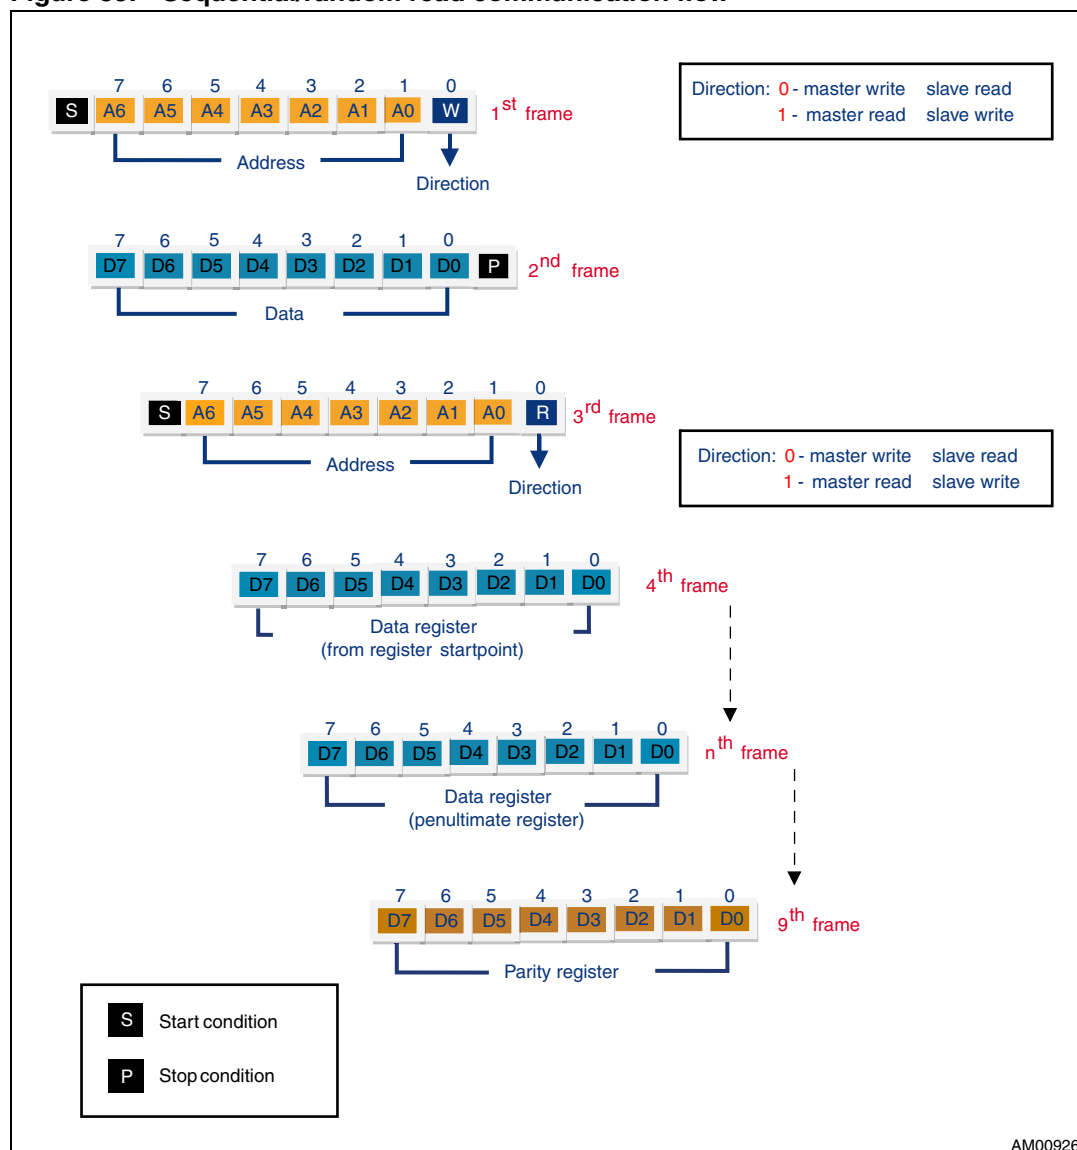 7 6 5 4 3 2 1 0
S A6 A5 A4 A3 A2 A1 A0 W 1st frame
Address
Direction
Direction: 0 - master write slave read
1 - master read slave write
7 6 5 4 3 2 1 0
D7 D6 D5 D4 D3 D2 D1 D0 P 2nd frame
Data
7 6 5 4 3 2 1 0
S A6 A5 A4 A3 A2 A1 A0 R 3rd frame
Address
Direction
Direction: 0 - master write slave read
1 - master read slave write
7 6 5 4 3 2 1 0
D7 D6 D5 D4 D3 D2 D1 D0 4th frame
Data register
(from register startpoint)
7 6 5 4 3 2 1 0
D7 D6 D5 D4 D3 D2 D1 D0 nth frame
Data register
(penultimate register)
7 6 5 4 3 2 1 0
D7 D6 D5 D4 D3 D2 D1 D0 9th frame
Parity register
S Start condition
P Stop condition
AM00926